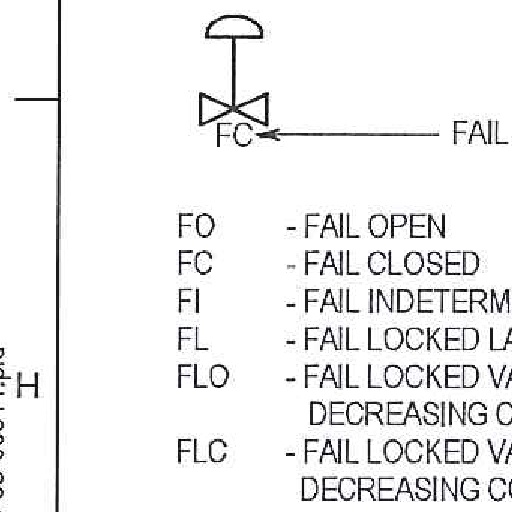 FC
FAIL
FO - FAIL OPEN
FC - FAIL CLOSED
FI - FAIL INDETERM
FL - FAIL LOCKED LA
FLO - FAIL LOCKED VA
DECREASING C
FLC - FAIL LOCKED VA
DECREASING CO
H